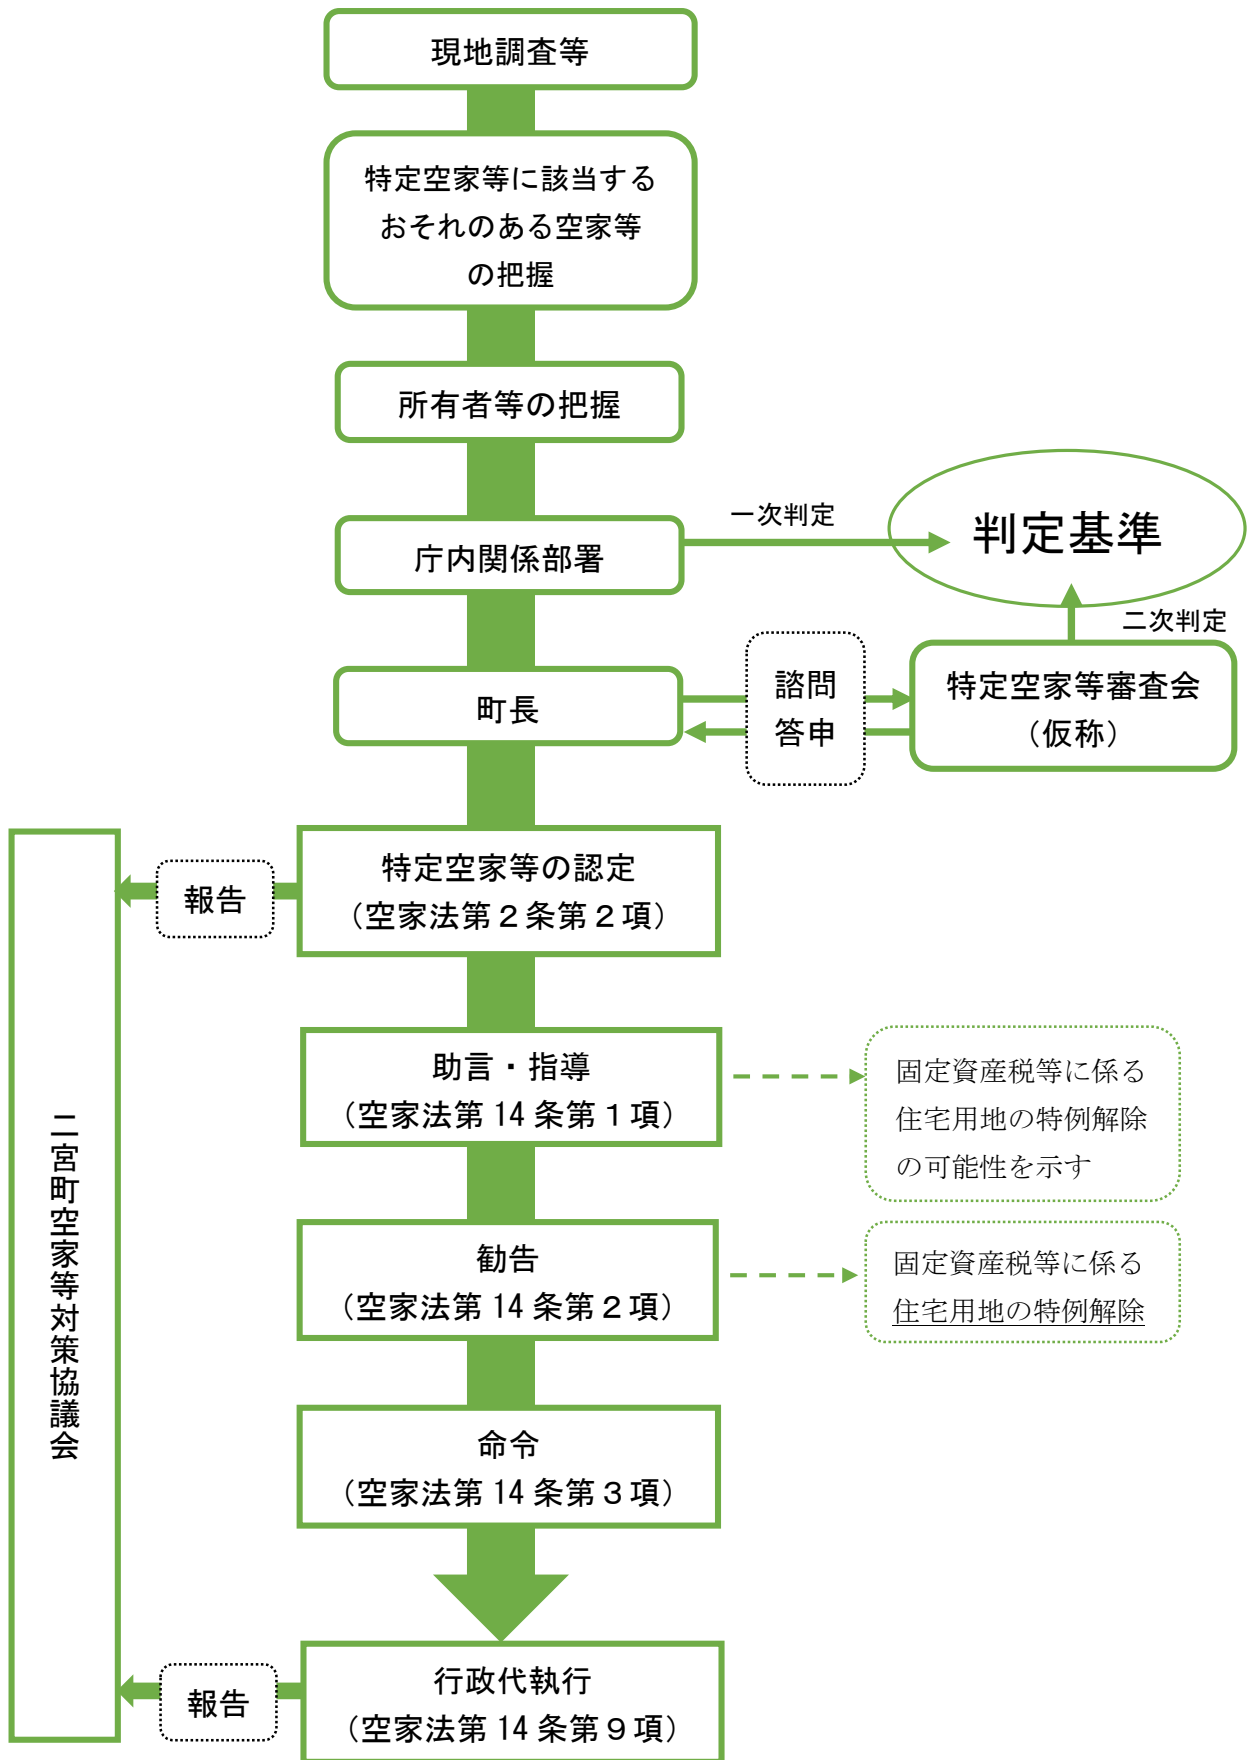 現地調査等
特定空家等に該当する
おそれのある空家等
の把握
所有者等の把握
庁内関係部署
一次判定
判定基準
二次判定
町長
諮問
答申
特定空家等審査会
（仮称）
特定空家等の認定
（空家法第２条第２項）
報告
助言・指導
（空家法第 14 条第１項）
固定資産税等に係る
住宅用地の特例解除
の可能性を示す
勧告
（空家法第 14 条第２項）
固定資産税等に係る
住宅用地の特例解除
命令
（空家法第 14 条第３項）
行政代執行
（空家法第 14 条第９項）
報告
二宮町空家等対策協議会